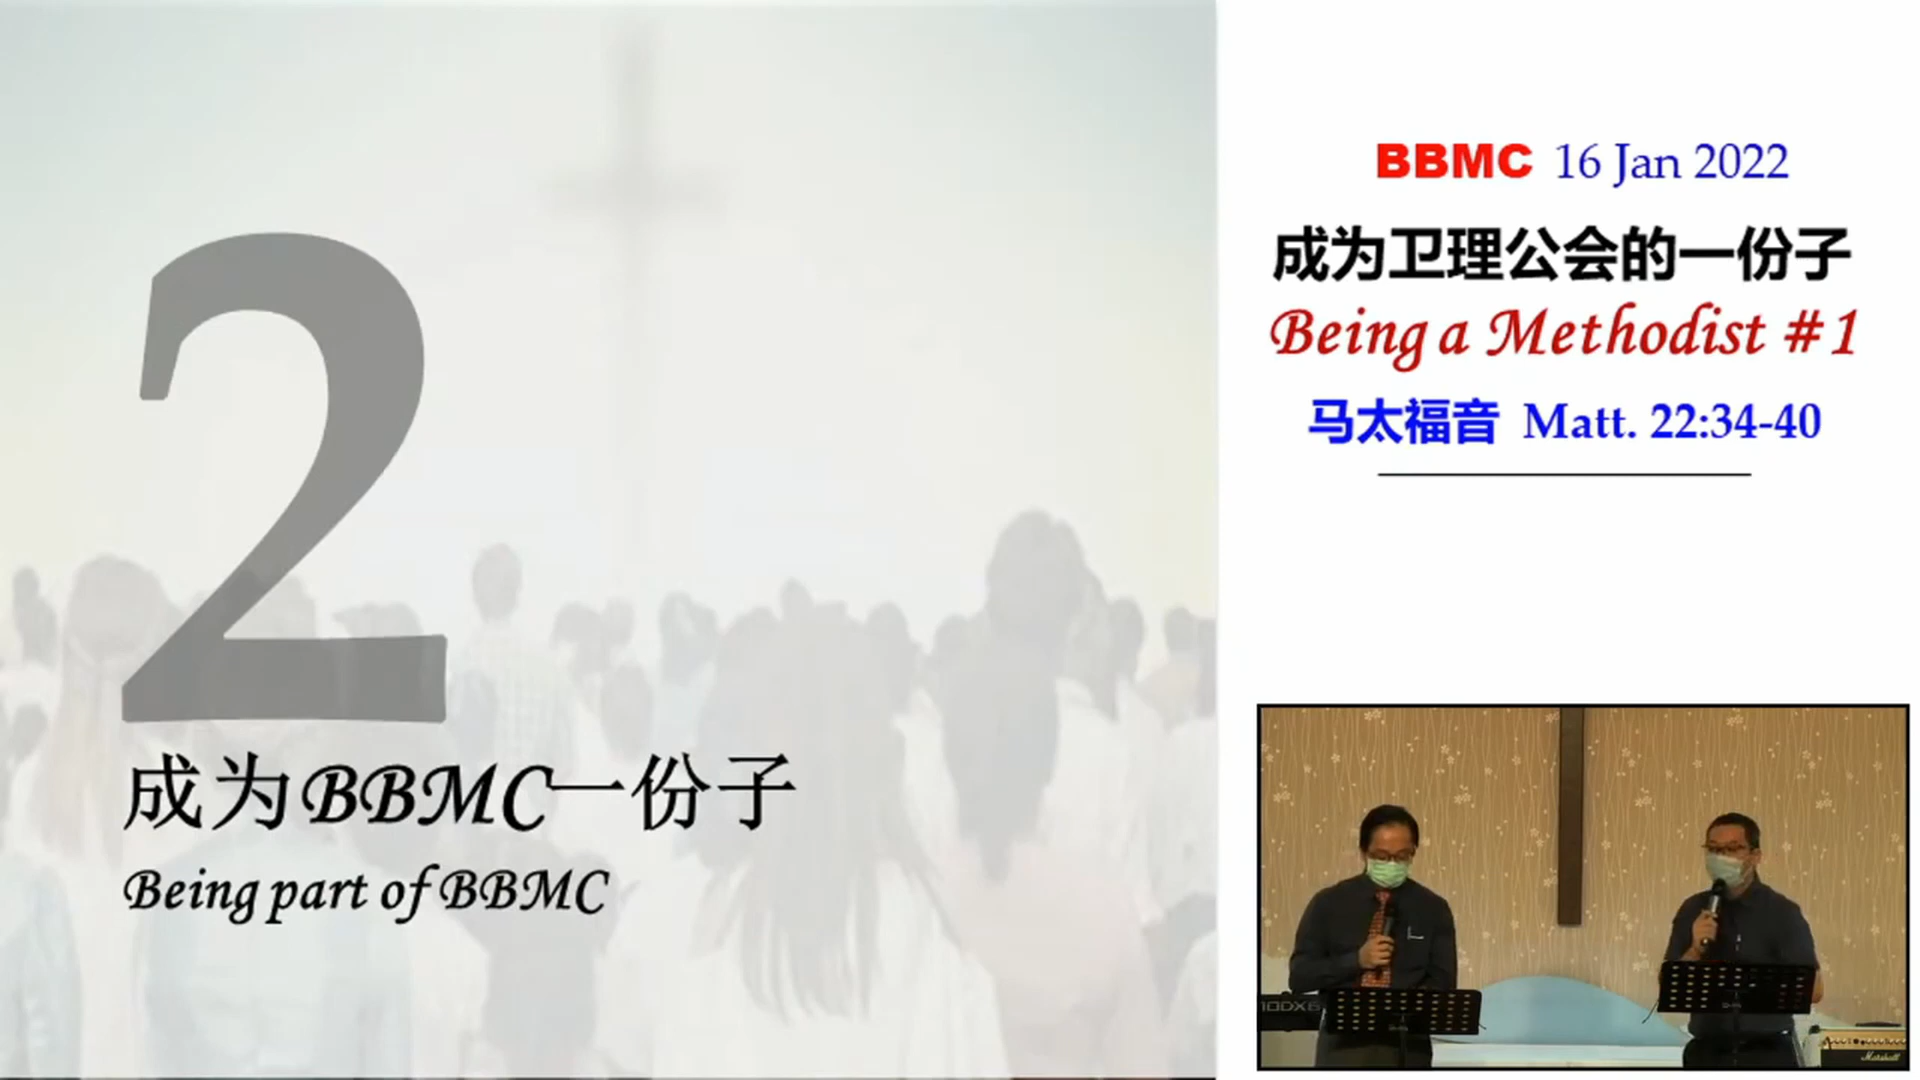 2
成为BBMC一份子
Being part of BBMC
BBMC 16 Jan 2022
成为卫理公会的一份子
Being a Methodist #1
马太福音 Matt. 22:34-40
Marshall